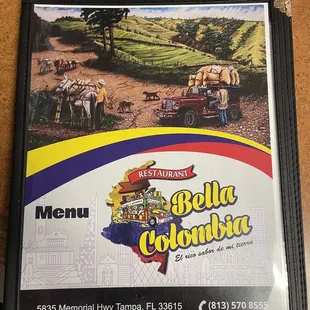 RESTAURANT
Bella
Colombia
El rico sabor de mi tierra
Menu
5835 Memorial Hwy Tampa, FL 33615
(813) 570 8555